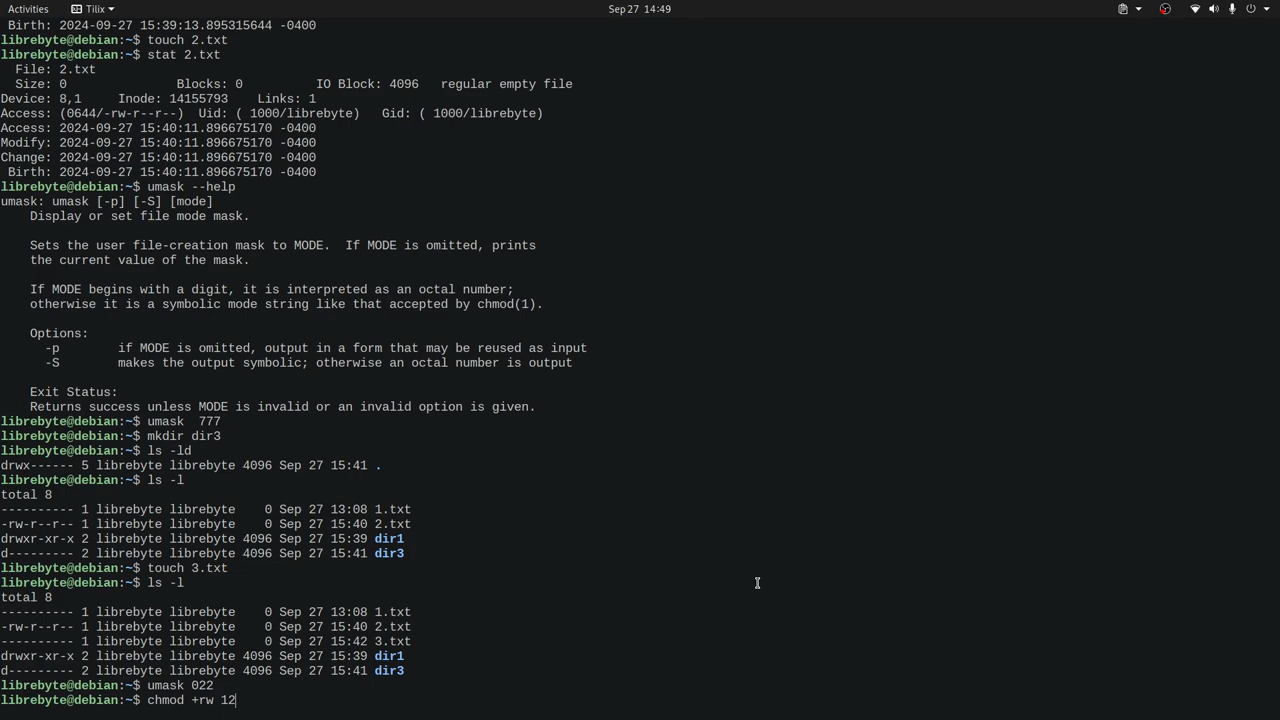 Activities Tilix Sep 27 14:49
Birth: 2024-09-27 15:39:13.895315644 -0400
librebyte@debian:~$ touch 2.txt
librebyte@debian:~$ stat 2.txt
File: 2.txt
Size: 0 Blocks: 0 IO Block: 4096 regular empty file
Device: 8,1 Inode: 14155793 Links: 1
Access: (0644/-rw-r--r--) Uid: ( 1000/librebyte) Gid: ( 1000/librebyte)
Access: 2024-09-27 15:40:11.896675170 -0400
Modify: 2024-09-27 15:40:11.896675170 -0400
Change: 2024-09-27 15:40:11.896675170 -0400
Birth: 2024-09-27 15:40:11.896675170 -0400
librebyte@debian:~$ umask --help
umask: umask [-p] [-S] [mode]
Display or set file mode mask.
Sets the user file-creation mask to MODE. If MODE is omitted, prints
the current value of the mask.
If MODE begins with a digit, it is interpreted as an octal number;
otherwise it is a symbolic mode string like that accepted by chmod(1).
Options:
-p if MODE is omitted, output in a form that may be reused as input
-S makes the output symbolic; otherwise an octal number is output
Exit Status:
Returns success unless MODE is invalid or an invalid option is given.
librebyte@debian:~$ umask  777
librebyte@debian:~$ mkdir dir3
librebyte@debian:~$ ls -ld
drwx------ 5 librebyte librebyte 4096 Sep 27 15:41 .
librebyte@debian:~$ ls -l
total 8
---------- 1 librebyte librebyte    0 Sep 27 13:08 1.txt
-rw-r--r-- 1 librebyte librebyte    0 Sep 27 15:40 2.txt
drwxr-xr-x 2 librebyte librebyte 4096 Sep 27 15:39 dir1
d--------- 2 librebyte librebyte 4096 Sep 27 15:41 dir3
librebyte@debian:~$ touch 3.txt
librebyte@debian:~$ ls -l
total 8
---------- 1 librebyte librebyte    0 Sep 27 13:08 1.txt
-rw-r--r-- 1 librebyte librebyte    0 Sep 27 15:40 2.txt
---------- 1 librebyte librebyte    0 Sep 27 15:42 3.txt
drwxr-xr-x 2 librebyte librebyte 4096 Sep 27 15:39 dir1
d--------- 2 librebyte librebyte 4096 Sep 27 15:41 dir3
librebyte@debian:~$ umask 022
librebyte@debian:~$ chmod +rw 12